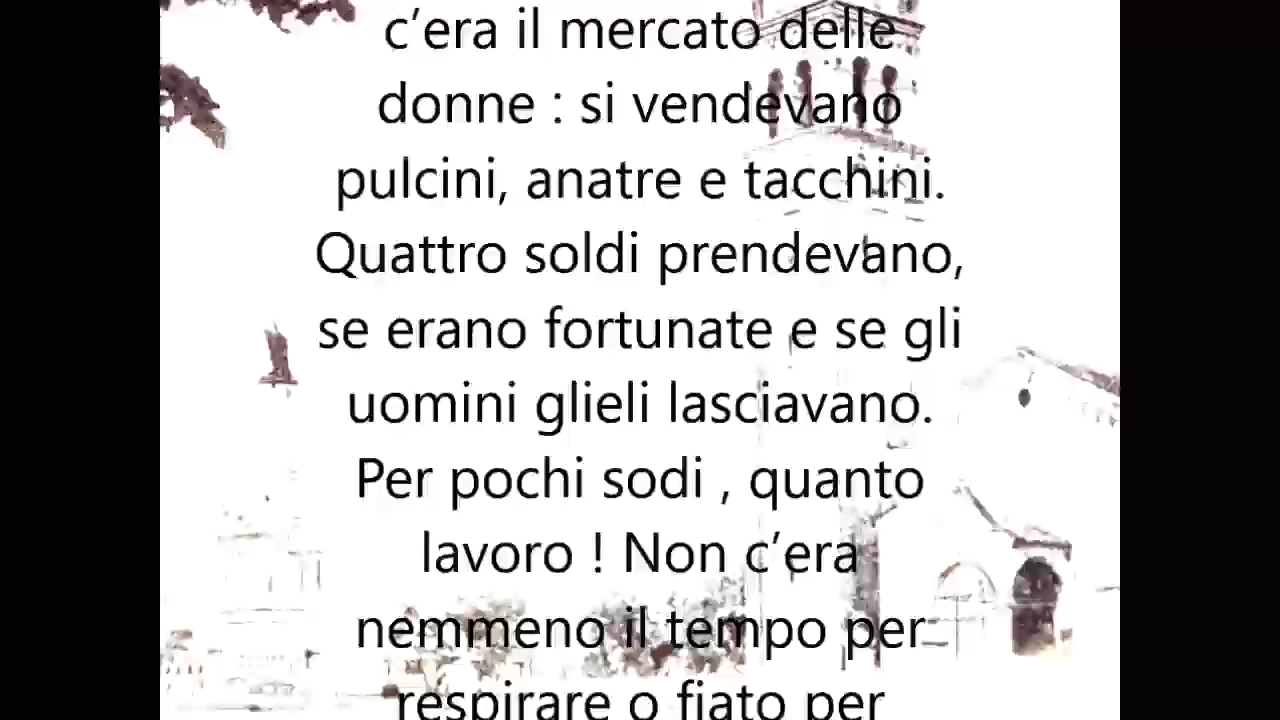 c’era il mercato delle
donne : si vendevano
pulcini, anatre e tacchini.
Quattro soldi prendevano,
se erano fortunate e se gli
uomini glieli lasciavano.
Per pochi sodi , quanto
lavoro ! Non c’era
nemmeno il tempo per
respirare o fiato per